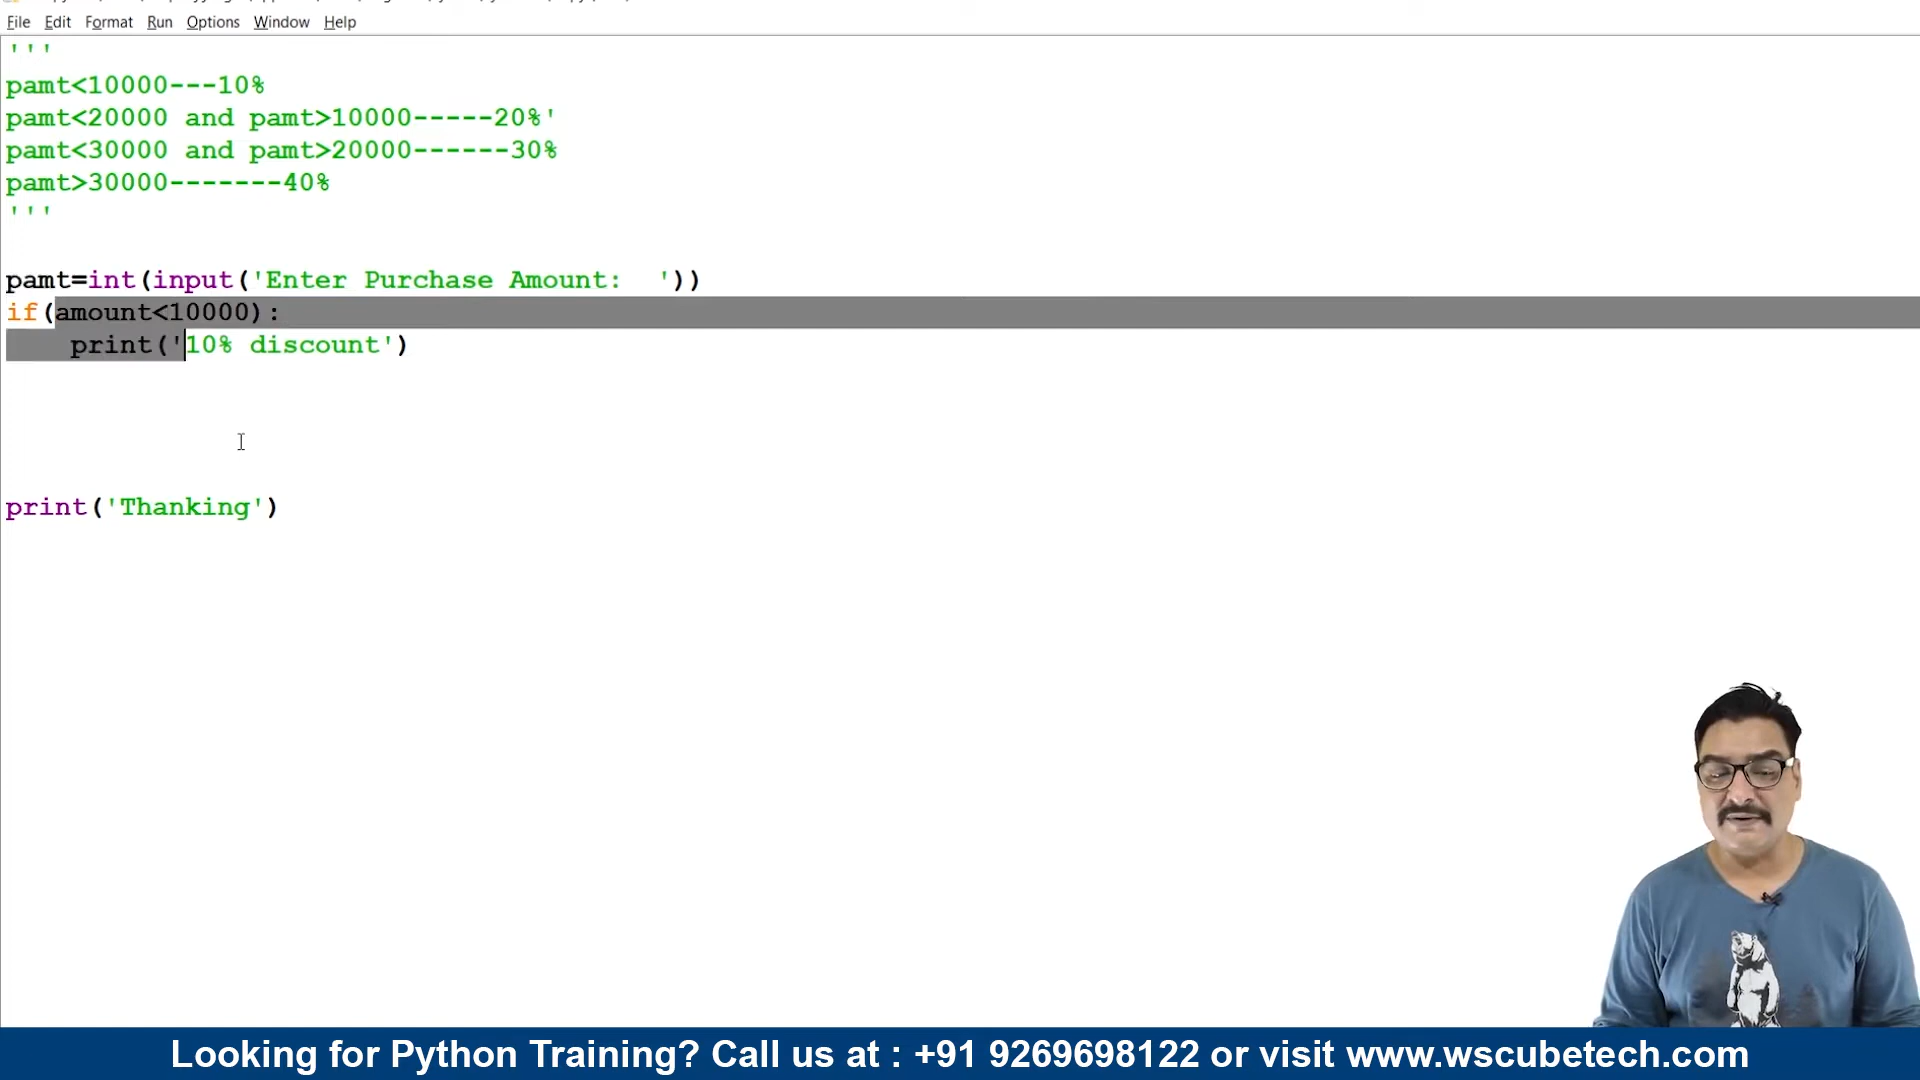 File Edit Format Run Options Window Help
'''
pamt<10000---10%
pamt<20000 and pamt>10000-----20%'
pamt<30000 and pamt>20000------30%
pamt>30000-------40%
'''
pamt=int(input('Enter Purchase Amount:  '))
if(amount<10000):
    print('10% discount')
print('Thanking')
Looking for Python Training? Call us at : +91 9269698122 or visit www.wscubetech.com